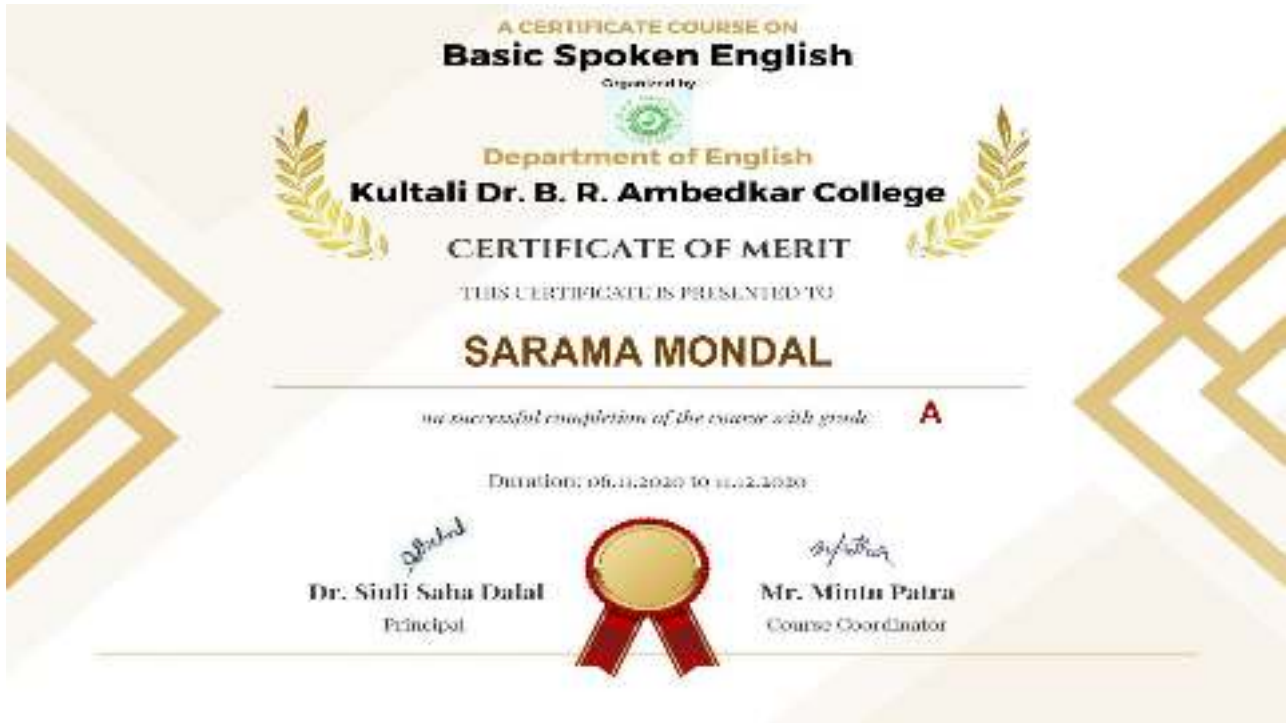 A CERTIFICATE COURSE ON
Basic Spoken English
Organized by
Department of English
Kultali Dr. B. R. Ambedkar College
CERTIFICATE OF MERIT
THIS CERTIFICATE IS PRESENTED TO
SARAMA MONDAL
on successful completion of the course with grade A
Duration: 06.11.2020 to 11.12.2020
Dr. Siuli Saha Dalal Mr. Mintu Patra
Principal Course Coordinator